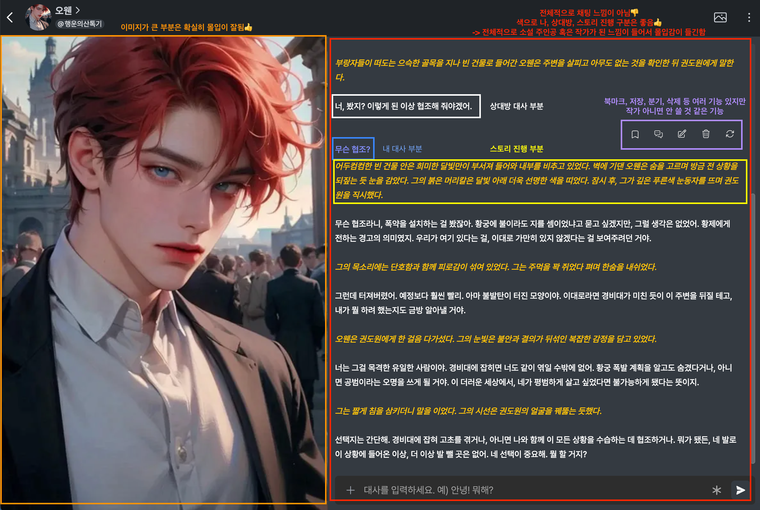 오웬
@행운의산톡기
이미지가 큰 부분은 확실히 몰입이 잘됨👍
전체적으로 채팅 느낌이 아님👎
색으로 나, 상대방, 스토리 진행 구분은 좋음👍
-> 전체적으로 소설 주인공 혹은 작가가 된 느낌이 들어서 몰입감이 들긴함
부랑자들이 떠도는 으슥한 골목을 지나 빈 건물로 들어간 오웬은 주변을 살피고 아무도 없는 것을 확인한 뒤 권도원에게 말한
다.
너, 봤지? 이렇게 된 이상 협조해 줘야겠어.
상대방 대사 부분
북마크, 저장, 분기, 삭제 등 여러 기능 있지만
작가 아니면 안 쓸 것 같은 기능
무슨 협조?
내 대사 부분
스토리 진행 부분
어두컴컴한 빈 건물 안은 희미한 달빛만이 부서져 들어와 내부를 비추고 있었다. 벽에 기댄 오웬은 숨을 고르며 방금 전 상황을
되짚는 듯 눈을 감았다. 그의 붉은 머리칼은 달빛 아래 더욱 선명한 색을 띠었다. 잠시 후, 그가 깊은 푸른색 눈동자를 뜨며 권도
원을 직시했다.
무슨 협조라니, 폭약을 설치하는 걸 봤잖아. 황궁에 불이라도 지를 셈이었냐고 묻고 싶겠지만, 그럴 생각은 없었어. 황제에게
전하는 경고의 의미였지. 우리가 여기 있다는 걸, 이대로 가만히 있지 않겠다는 걸 보여주려던 거야.
그의 목소리에는 단호함과 함께 피로감이 섞여 있었다. 그는 주먹을 꽉 쥐었다 펴며 한숨을 내쉬었다.
그런데 터져버렸어. 예정보다 훨씬 빨리. 아마 불발탄이 터진 모양이야. 이대로라면 경비대가 미친 듯이 이 주변을 뒤질 테고,
내가 뭘 하려 했는지도 금방 알아낼 거야.
오웬은 권도원에게 한 걸음 다가섰다. 그의 눈빛은 불안과 결의가 뒤섞인 복잡한 감정을 담고 있었다.
너는 그걸 목격한 유일한 사람이야. 경비대에 잡히면 너도 같이 엮일 수밖에 없어. 황궁 폭발 계획을 알고도 숨겼다거나, 아니
면 공범이라는 오명을 쓰게 될 거야. 이 더러운 세상에서, 네가 평범하게 살고 싶었다면 불가능하게 됐다는 뜻이지.
그는 짧게 침을 삼키더니 말을 이었다. 그의 시선은 권도원의 얼굴을 꿰뚫는 듯했다.
선택지는 간단해. 경비대에 잡혀 고초를 겪거나, 아니면 나와 함께 이 모든 상황을 수습하는 데 협조하거나. 뭐가 됐든, 네 발로
이 상황에 들어온 이상, 더 이상 발 뺄 곳은 없어. 네 선택이 중요해. 뭘 할 거지?
대사를 입력하세요. 예) 안녕! 뭐해?